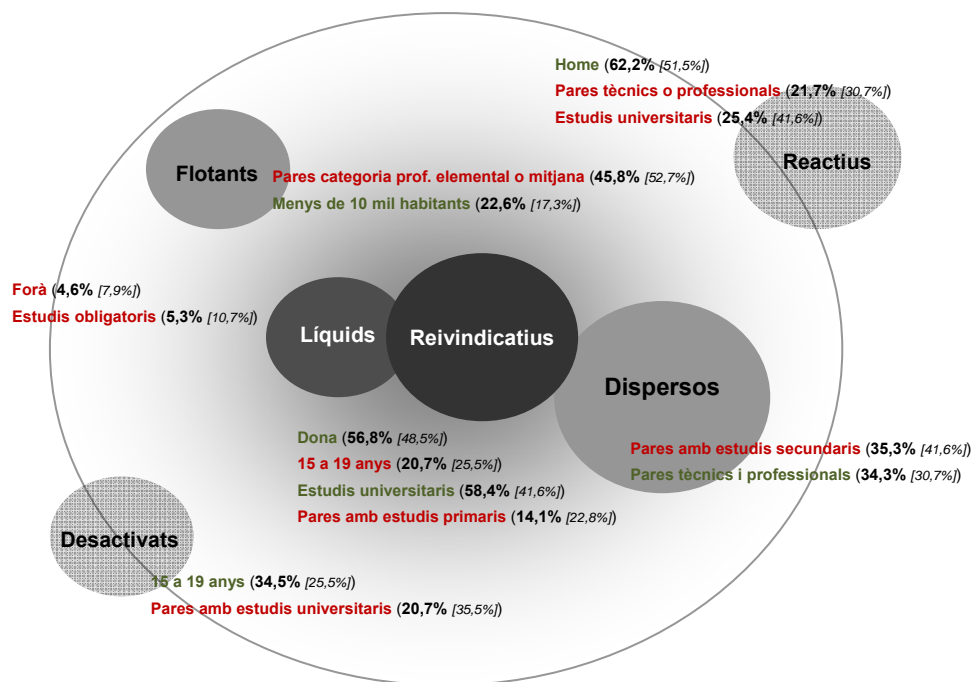 Home (62,2% [51,5%])
Pares tècnics o professionals (21,7% [30,7%])
Estudis universitaris (25,4% [41,6%])
Reactius
Flotants
Pares categoria prof. elemental o mitjana (45,8% [52,7%])
Menys de 10 mil habitants (22,6% [17,3%])
Forà (4,6% [7,9%])
Estudis obligatoris (5,3% [10,7%])
Líquids
Reivindicatius
Dispersos
Dona (56,8% [48,5%])
15 a 19 anys (20,7% [25,5%])
Estudis universitaris (58,4% [41,6%])
Pares amb estudis primaris (14,1% [22,8%])
Pares amb estudis secundaris (35,3% [41,6%])
Pares tècnics i professionals (34,3% [30,7%])
Desactivats
15 a 19 anys (34,5% [25,5%])
Pares amb estudis universitaris (20,7% [35,5%])